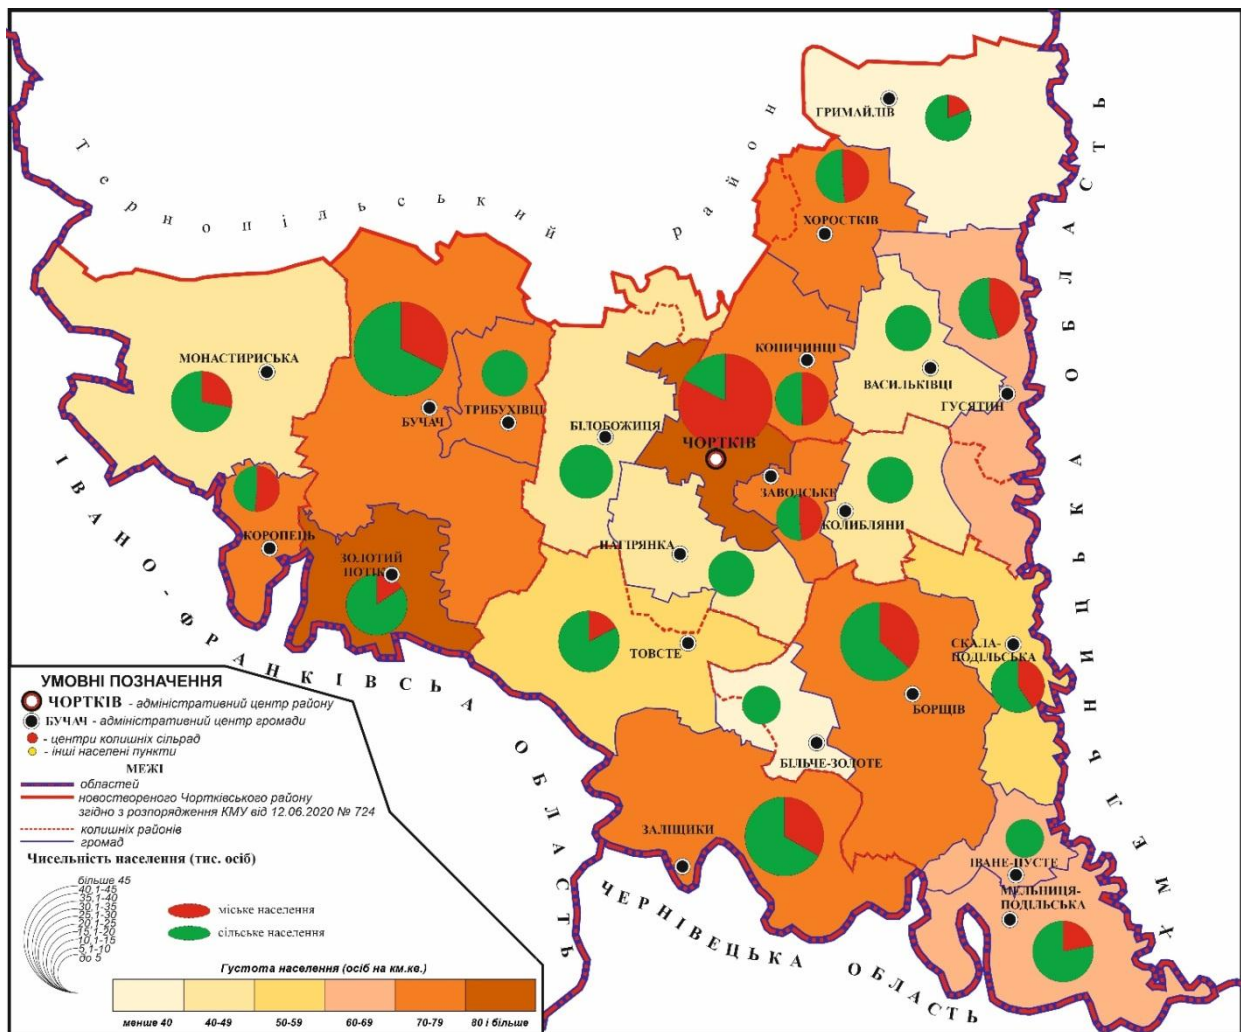 Тернопільський район
ГРИМАЙЛІВ
ХОРОСТКІВ
КОПИЧИНЦІ
ВАСИЛЬКІВЦІ
ГУСЯТИН
МОНАСТИРИСЬКА
БУЧАЧ
ТРИБУХІВЦІ
БІЛОБОЖНИЦЯ
ЧОРТКІВ
ЗАВОДСЬКЕ
КОЛИБЛЯНИ
НАГІРЯНКА
КОРОПЕЦЬ
ЗОЛОТИЙ
ПОТІК
ТОВСТЕ
СКАЛА-
ПОДІЛЬСЬКА
БОРЩІВ
БІЛЬЧЕ-ЗОЛОТЕ
ЗАЛІЩИКИ
ІВАНЕ-ПУСТЕ
МЕЛЬНИЦЯ-
ПОДІЛЬСЬКА
ІВАНО-ФРАНКІВСЬКА ОБЛАСТЬ
ЧЕРНІВЕЦЬКА ОБЛАСТЬ
ХМЕЛЬНИЦЬКА ОБЛАСТЬ
УМОВНІ ПОЗНАЧЕННЯ
ЧОРТКІВ - адміністративний центр району
БУЧАЧ - адміністративний центр громади
- центри колишніх сільрад
- інші населені пункти
МЕЖІ
областей
новоствореного Чортківського району
згідно з розпорядження КМУ від 12.06.2020 № 724
колишніх районів
громад
Чисельність населення (тис. осіб)
більше 45
40,1-45
35,1-40
30,1-35
25,1-30
20,1-25
15,1-20
10,1-15
5,1-10
до 5
міське населення
сільське населення
Густота населення (осіб на км.кв.)
менше 40 40-49 50-59 60-69 70-79 80 і більше